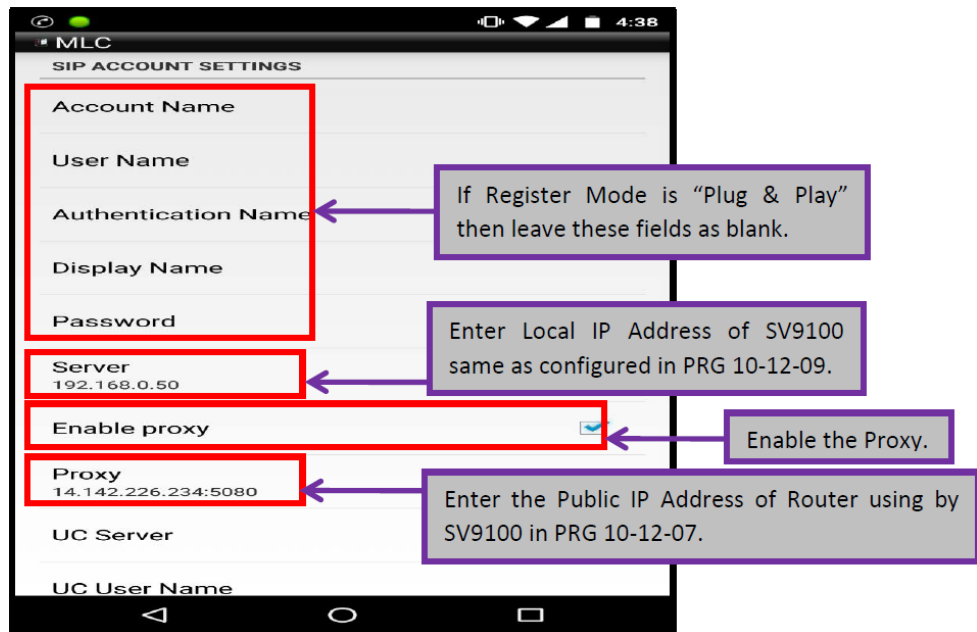 4:38
MLC
SIP ACCOUNT SETTINGS
Account Name
User Name
Authentication Name
Display Name
Password
Server
192.168.0.50
Enable proxy
Proxy
14.142.226.234:5080
UC Server
UC User Name
If Register Mode is “Plug & Play”
then leave these fields as blank.
Enter Local IP Address of SV9100
same as configured in PRG 10-12-09.
Enable the Proxy.
Enter the Public IP Address of Router using by
SV9100 in PRG 10-12-07.